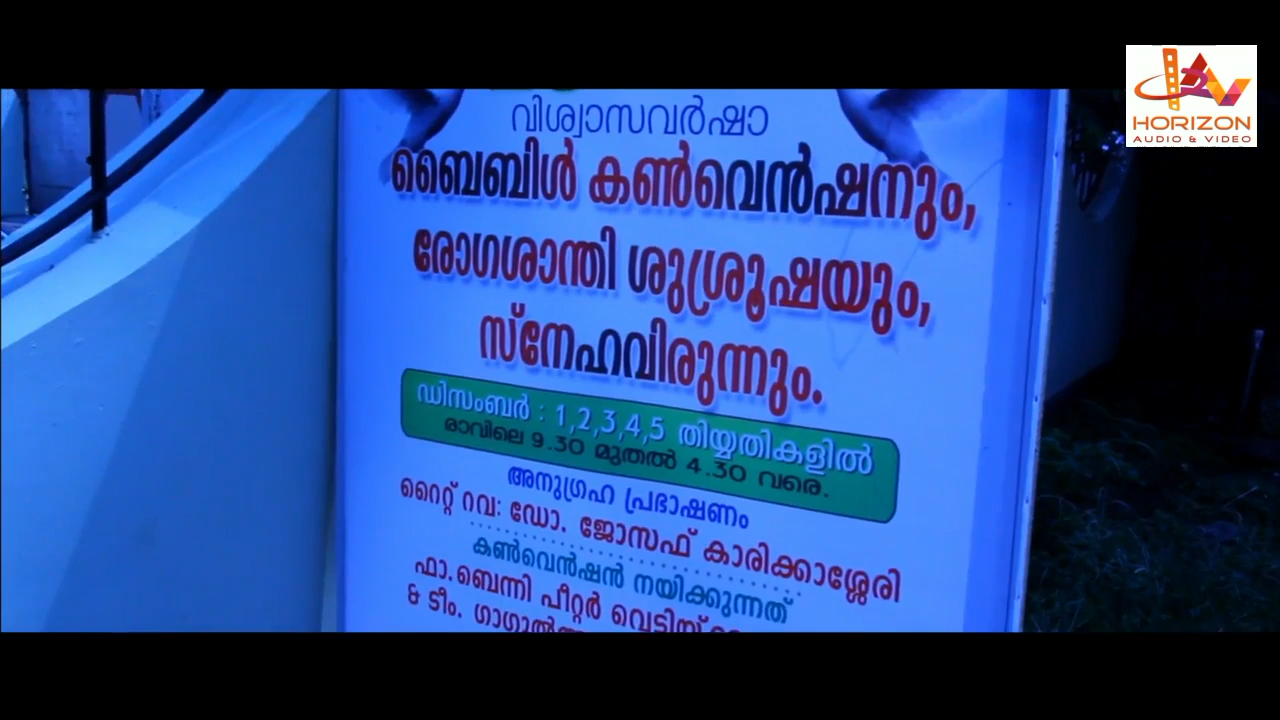 HORIZON
AUDIO & VIDEO
വിശ്വാസവർഷാ
ബൈബിൾ കൺവെൻഷനും,
രോഗശാന്തി ശുശ്രൂഷയും,
സ്നേഹവിരുന്നും.
ഡിസംബർ : 1,2,3,4,5 തിയ്യതികളിൽ
രാവിലെ 9.30 മുതൽ 4.30 വരെ.
അനുഗ്രഹ പ്രഭാഷണം
റൈറ്റ് റവ: ഡോ. ജോസഫ് കാരിക്കാശ്ശേരി
കൺവെൻഷൻ നയിക്കുന്നത്
ഫാ.ബെന്നി പീറ്റർ
& ടീം.